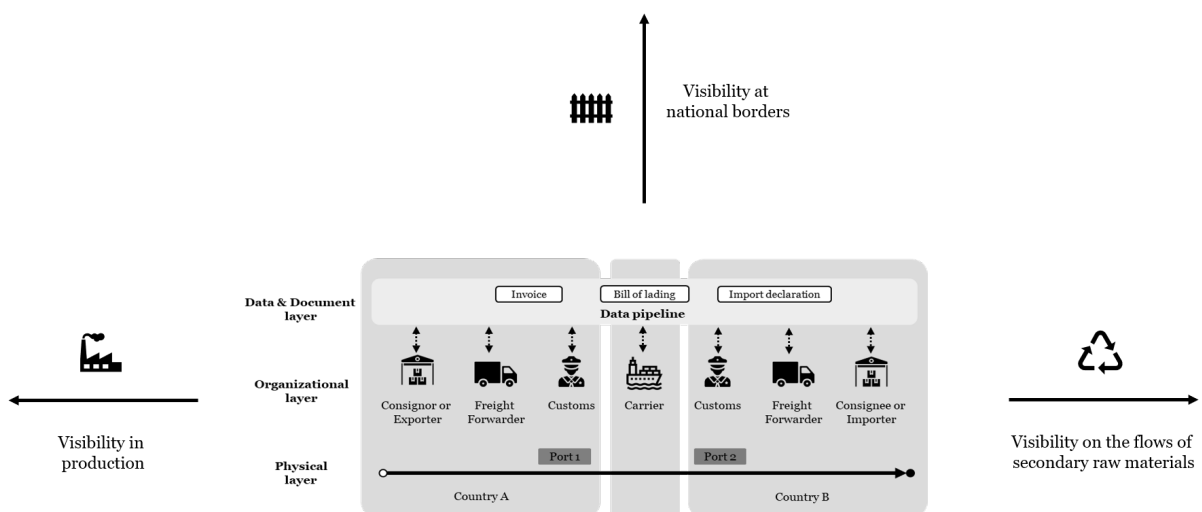 Visibility at
national borders
Data & Document
layer
Invoice
Bill of lading
Import declaration
Data pipeline
Organizational
layer
Consignor or
Exporter
Freight
Forwarder
Customs
Carrier
Customs
Freight
Forwarder
Consignee or
Importer
Visibility in
production
Visibility on the flows of
secondary raw materials
Physical
layer
Port 1
Port 2
Country A
Country B